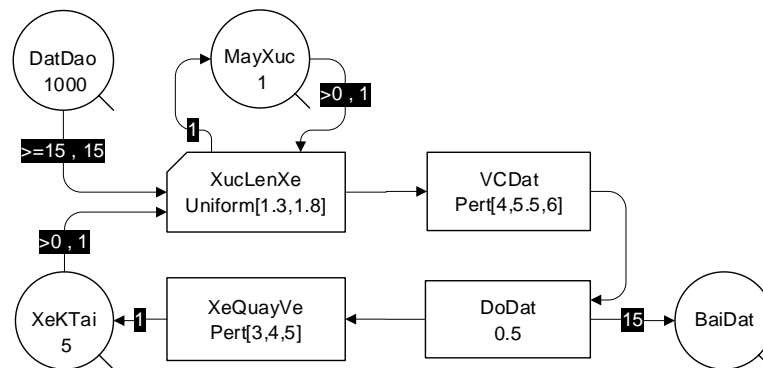 DatDao
1000
MayXuc
1
>0 , 1
1
>=15 , 15
XucLenXe
Uniform[1.3,1.8]
VCDat
Pert[4,5.5,6]
>0 , 1
XeKTai
5
1
XeQuayVe
Pert[3,4,5]
DoDat
0.5
15
BaiDat